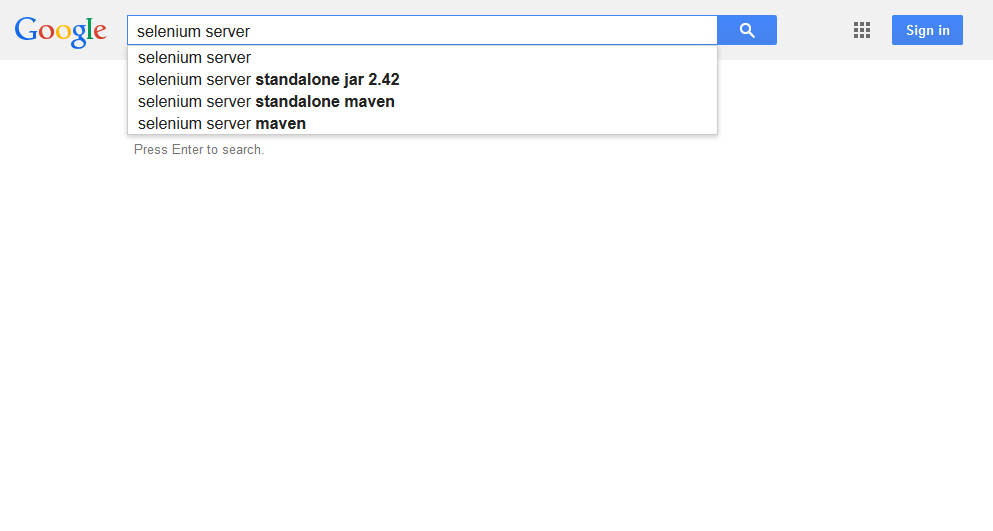 Google
selenium server
Sign in
selenium server
selenium server standalone jar 2.42
selenium server standalone maven
selenium server maven
Press Enter to search.